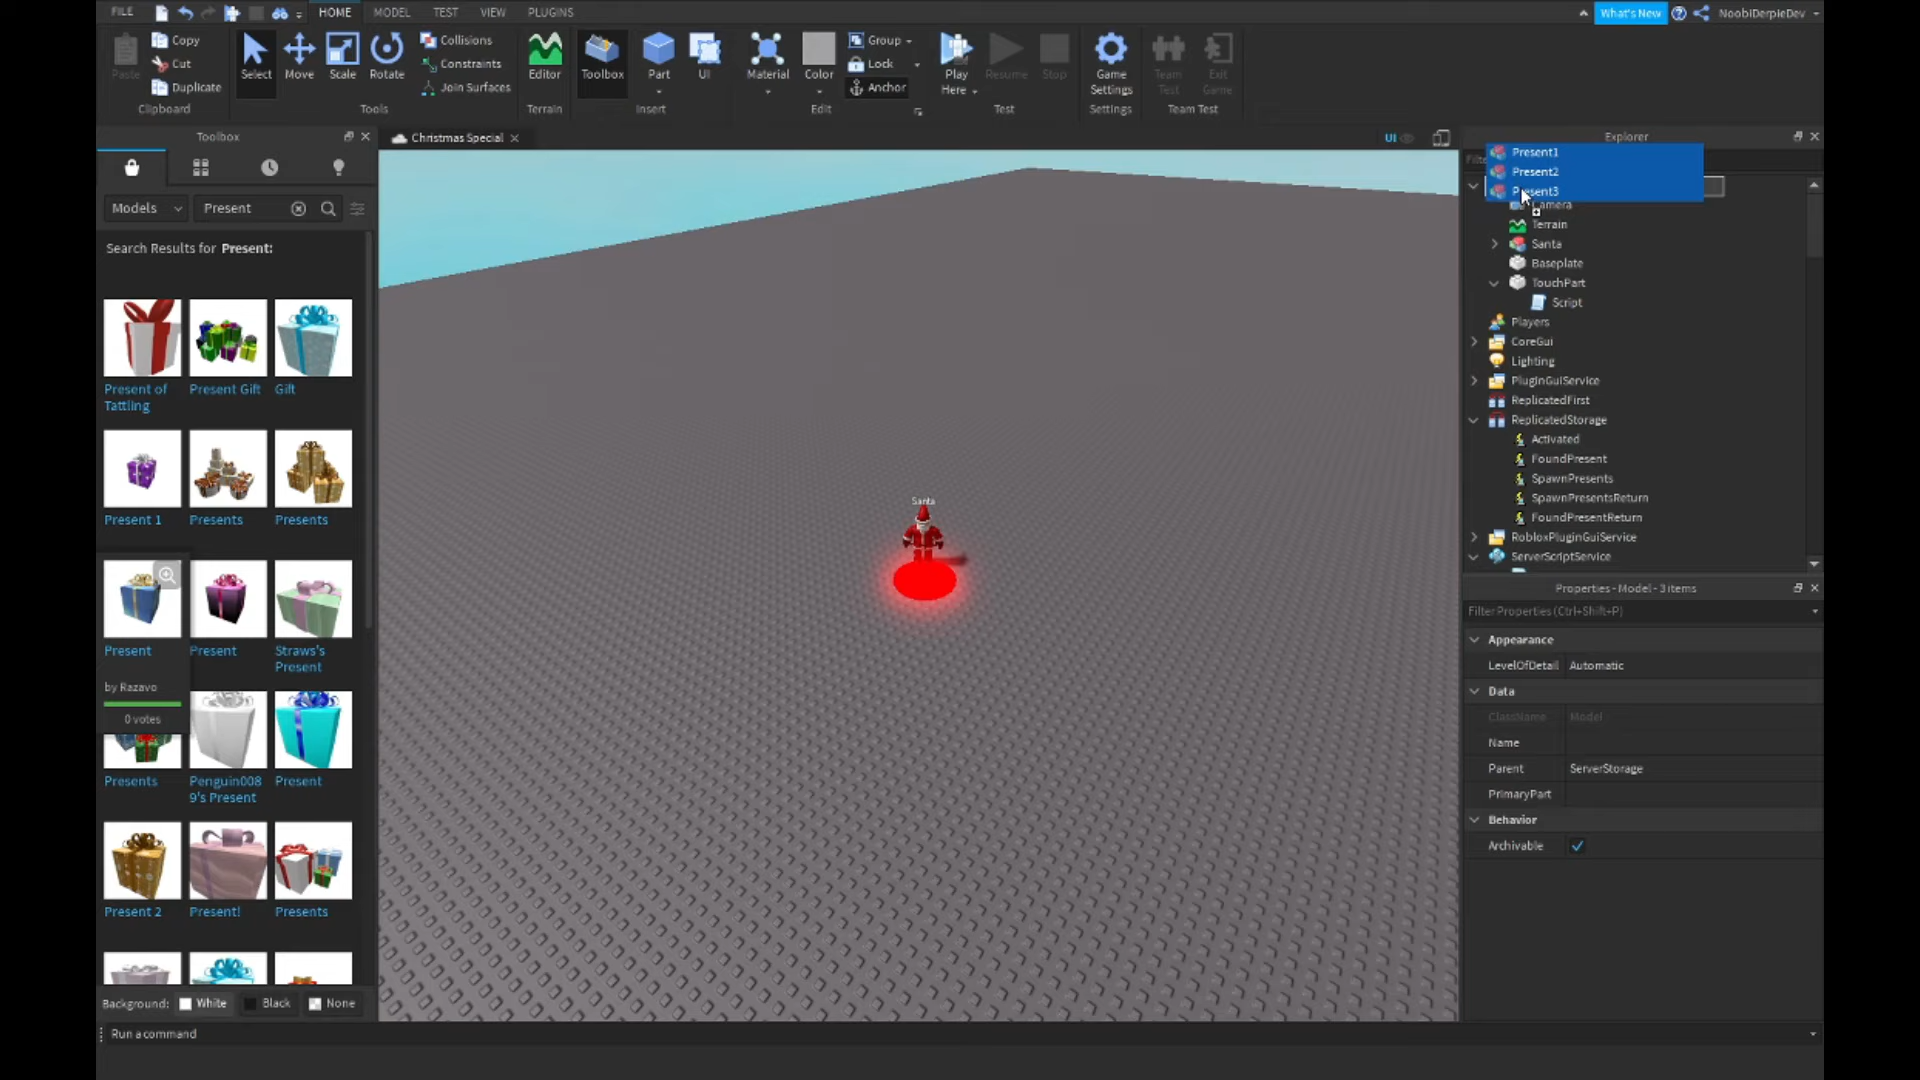 FILE HOME MODEL TEST VIEW PLUGINS What's New NoobiDerpieDev
Paste Copy Cut Duplicate Select Move Scale Rotate Collisions Constraints Join Surfaces Editor Toolbox Part UI Material Color Group Lock Anchor Play Here Resume Stop Game Settings Team Test Exit Game
Clipboard Tools Terrain Insert Edit Test Settings Team Test
Toolbox
Christmas Special
UI
Models Present
Search Results for Present:
Present of Tattling
Present Gift
Gift
Present 1
Presents
Presents
Present
by Razavo
0 votes
Present
Straws's Present
Presents
Penguin0089's Present
Present
Present 2
Present!
Presents
Background: White Black None
Run a command
Santa
Explorer
Present1
Present2
Present3
Camera
Terrain
Santa
Baseplate
TouchPart
Script
Players
CoreGui
Lighting
PluginGuiService
ReplicatedFirst
ReplicatedStorage
Activated
FoundPresent
SpawnPresents
SpawnPresentsReturn
FoundPresentReturn
RobloxPluginGuiService
ServerScriptService
Properties - Model - 3 items
Filter Properties (Ctrl+Shift+P)
Appearance
LevelOfDetail Automatic
Data
ClassName Model
Name
Parent ServerStorage
PrimaryPart
Behavior
Archivable